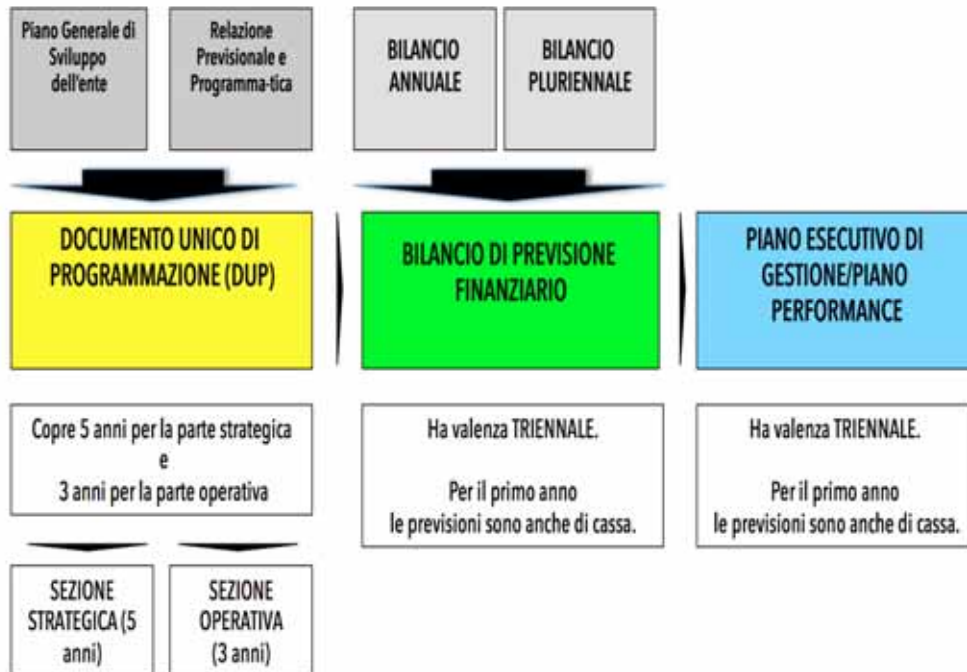 Piano Generale di
Sviluppo
dell'ente
Relazione
Previsionale e
Programma-tica
BILANCIO
ANNUALE
BILANCIO
PLURIENNALE
DOCUMENTO UNICO DI
PROGRAMMAZIONE (DUP)
BILANCIO DI PREVISIONE
FINANZIARIO
PIANO ESECUTIVO DI
GESTIONE/PIANO
PERFORMANCE
Copre 5 anni per la parte strategica
e
3 anni per la parte operativa
Ha valenza TRIENNALE.
Per il primo anno
le previsioni sono anche di cassa.
Ha valenza TRIENNALE.
Per il primo anno
le previsioni sono anche di cassa.
SEZIONE
STRATEGICA (5
anni)
SEZIONE
OPERATIVA
(3 anni)